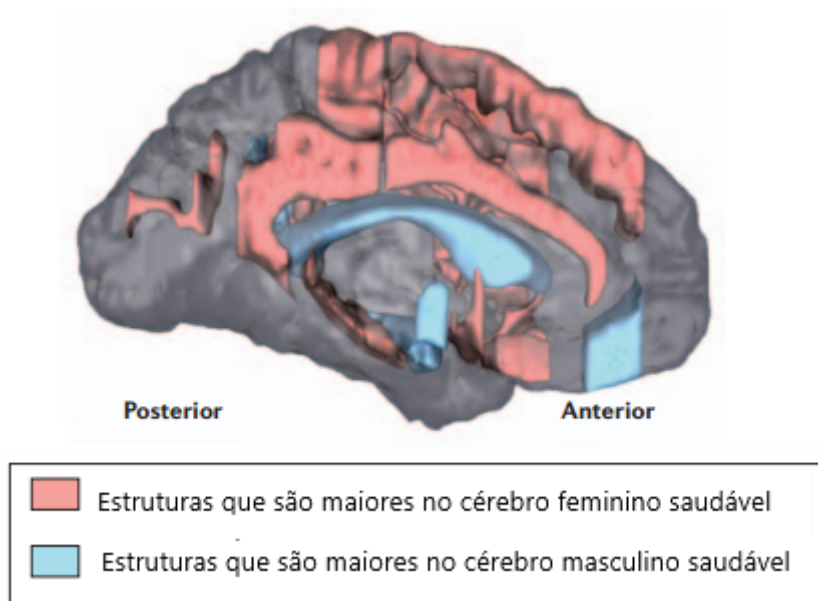 Posterior
Anterior
Estruturas que são maiores no cérebro feminino saudável
Estruturas que são maiores no cérebro masculino saudável